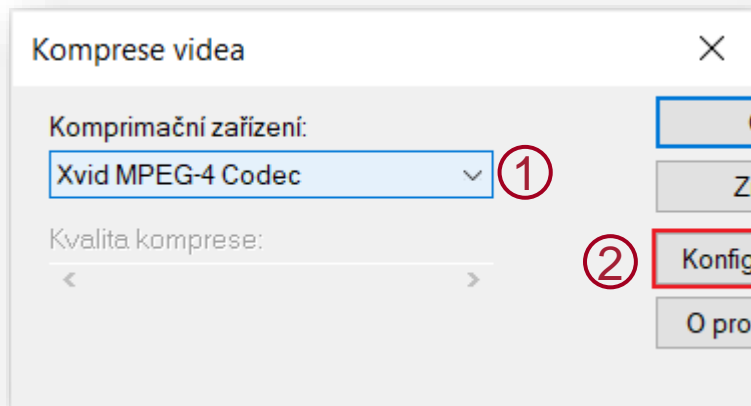 Komprese videa
Komprimační zařízení:
Xvid MPEG-4 Codec
1
Kvalita komprese:
2
Konfig
O pro